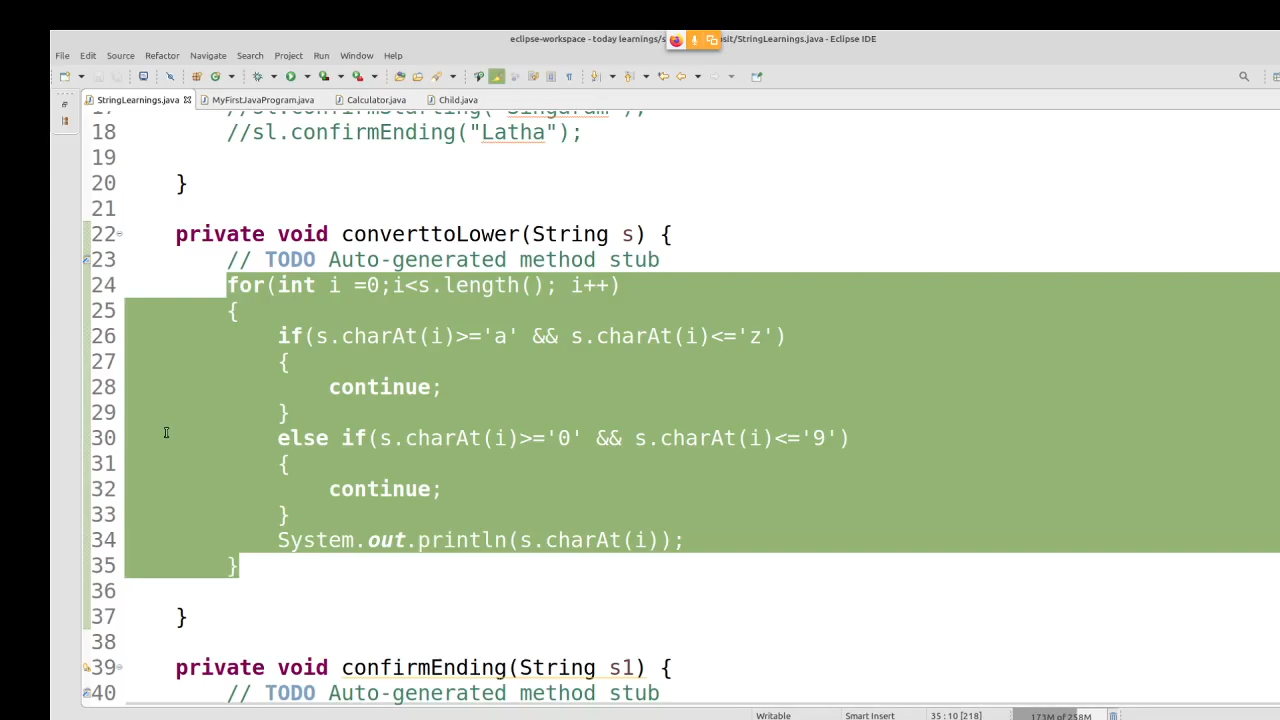 eclipse-workspace - today learnings/s sit/StringLearnings.java - Eclipse IDE
File Edit Source Refactor Navigate Search Project Run Window Help
StringLearnings.java MyFirstJavaProgram.java Calculator.java Child.java
17 //sl.confirmStarting("Singaram");
18 //sl.confirmEnding("Latha");
19
20 }
21
22 private void converttoLower(String s) {
23 // TODO Auto-generated method stub
24 for(int i =0;i<s.length(); i++)
25 {
26 if(s.charAt(i)>='a' && s.charAt(i)<='z')
27 {
28 continue;
29 }
30 else if(s.charAt(i)>='0' && s.charAt(i)<='9')
31 {
32 continue;
33 }
34 System.out.println(s.charAt(i));
35 }
36
37 }
38
39 private void confirmEnding(String s1) {
40 // TODO Auto-generated method stub
Writable Smart Insert 35 : 10 [218] 173M of 258M